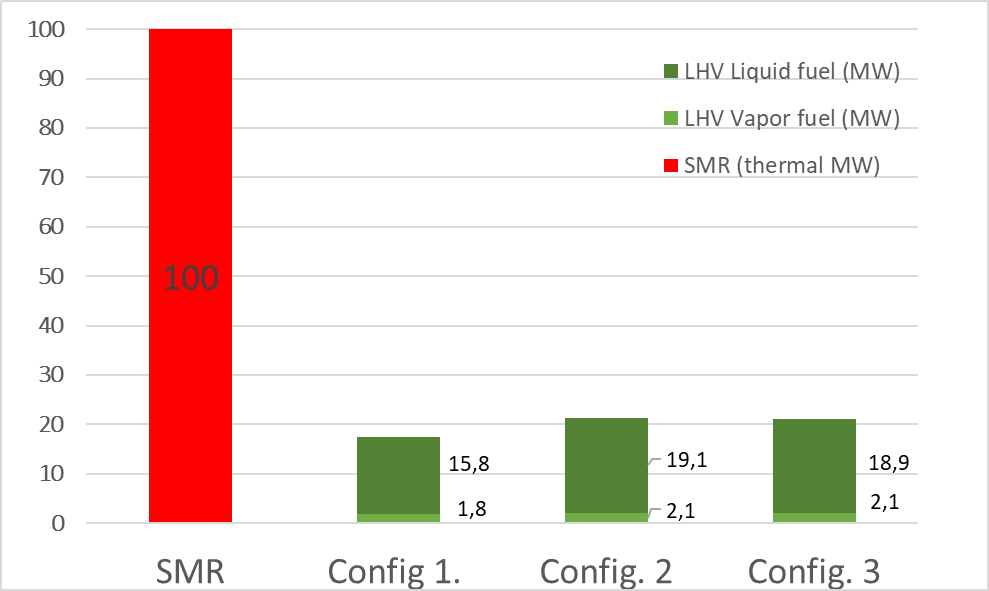 100
90
80
70
60
50
40
30
20
10
0
LHV Liquid fuel (MW)
LHV Vapor fuel (MW)
SMR (thermal MW)
100
15,8
1,8
19,1
2,1
18,9
2,1
SMR
Config 1.
Config. 2
Config. 3